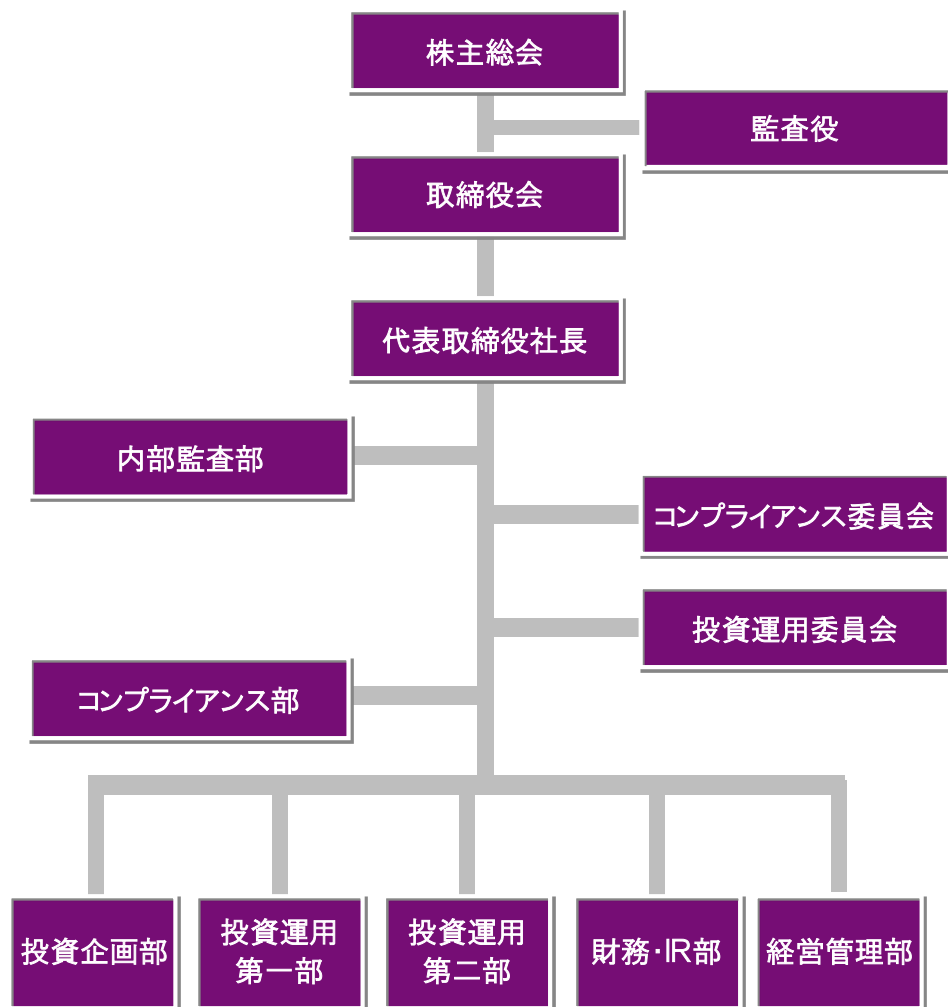 株主総会
監査役
取締役会
代表取締役社長
内部監査部
コンプライアンス委員会
投資運用委員会
コンプライアンス部
投資企画部
投資運用
第一部
投資運用
第二部
財務・IR部
経営管理部